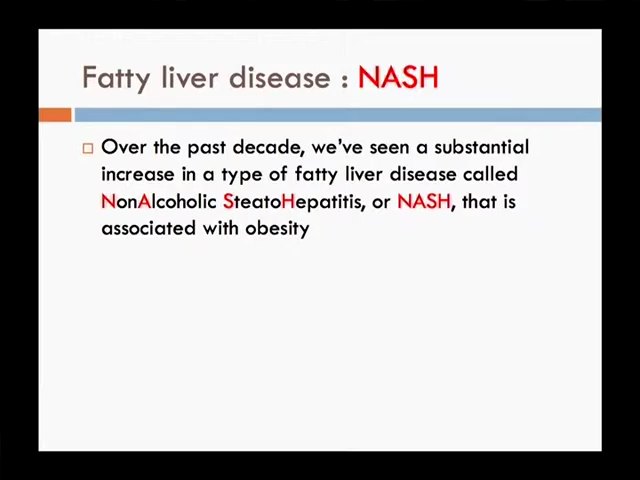 Fatty liver disease : NASH
Over the past decade, we've seen a substantial
increase in a type of fatty liver disease called
NonAlcoholic SteatoHepatitis, or NASH, that is
associated with obesity